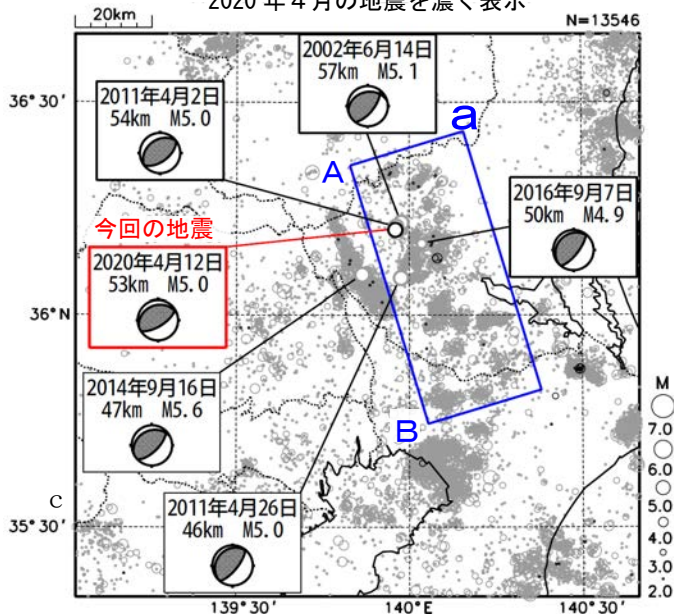 2020年4月の地震を濃く表示
20km
N=13546
2002年6月14日
57km M5.1
36°30′
2011年4月2日
54km M5.0
a
A
2016年9月7日
50km M4.9
今回の地震
2020年4月12日
53km M5.0
36°N
2014年9月16日
47km M5.6
B
M
7.0
6.0
5.0
4.0
3.0
2.0
c
2011年4月26日
46km M5.0
35°30′
139°30′
140°E
140°30′